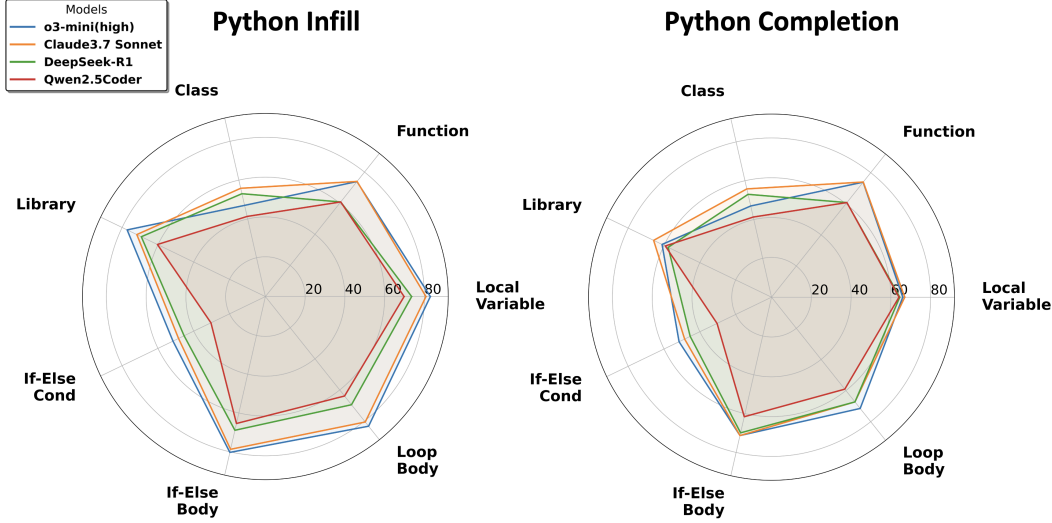 Models
o3-mini(high)
Claude3.7 Sonnet
DeepSeek-R1
Qwen2.5Coder
Python Infill
Class
Function
Library
20 40 60 80
Local
Variable
If-Else
Cond
Loop
Body
If-Else
Body
Python Completion
Class
Function
Library
20 40 60 80
Local
Variable
If-Else
Cond
Loop
Body
If-Else
Body